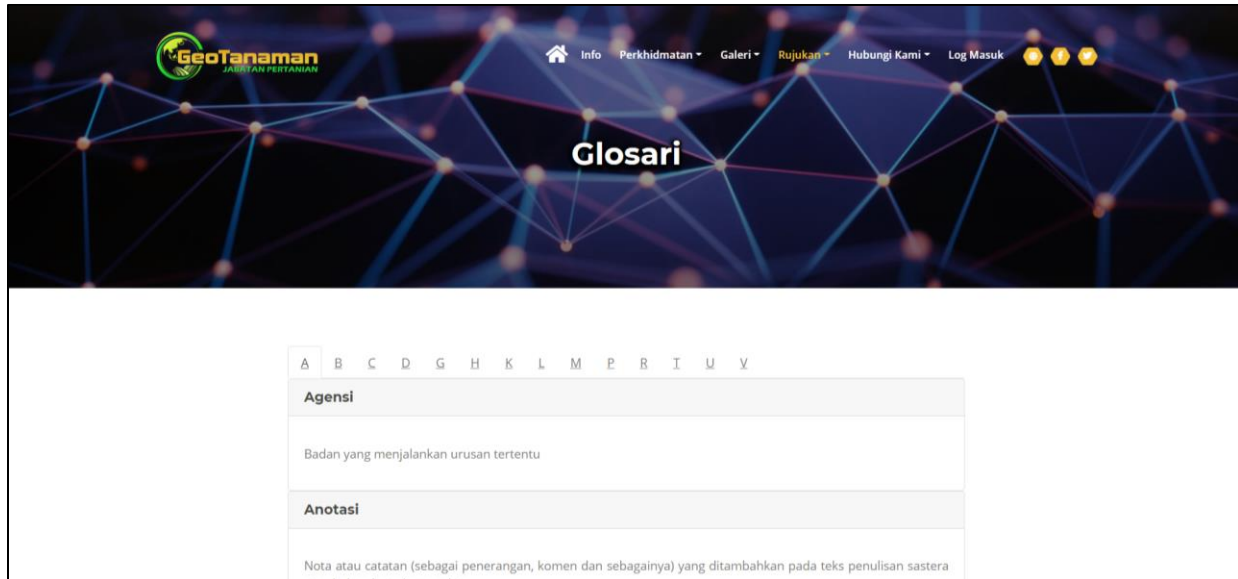 GeoTanaman
JABATAN PERTANIAN
Info Perkhidmatan Galeri Rujukan Hubungi Kami Log Masuk
Glosari
A B C D G H K L M P R T U V
Agensi
Badan yang menjalankan urusan tertentu
Anotasi
Nota atau catatan (sebagai penerangan, komen dan sebagainya) yang ditambahkan pada teks penulisan sastera